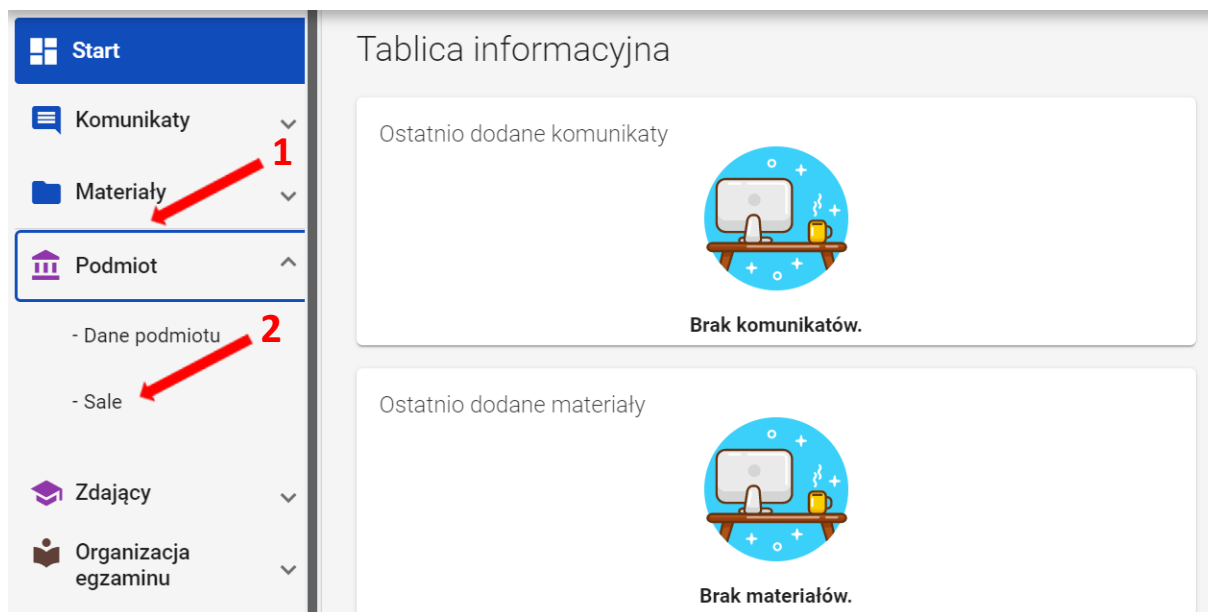 Start
Komunikaty
1
Materiały
Podmiot
- Dane podmiotu
2
- Sale
Zdający
Organizacja
egzaminu
Tablica informacyjna
Ostatnio dodane komunikaty
Brak komunikatów.
Ostatnio dodane materiały
Brak materiałów.